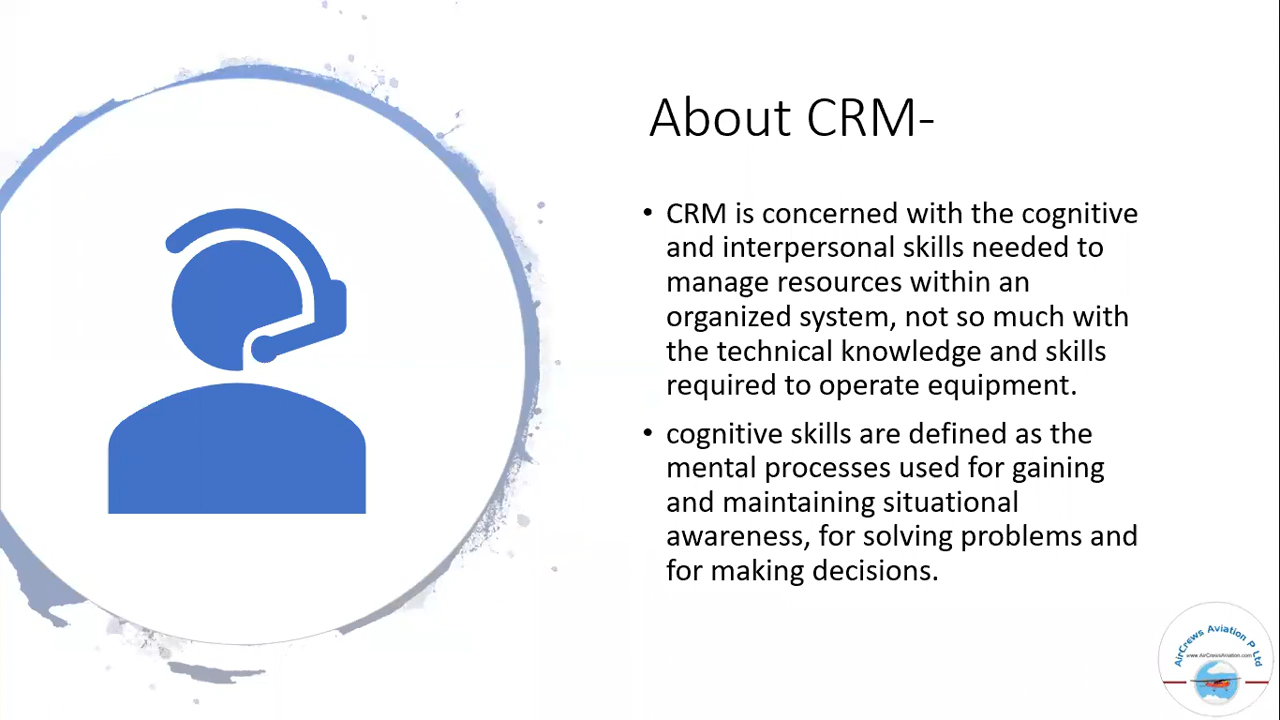 About CRM-
• CRM is concerned with the cognitive
and interpersonal skills needed to
manage resources within an
organized system, not so much with
the technical knowledge and skills
required to operate equipment.
• cognitive skills are defined as the
mental processes used for gaining
and maintaining situational
awareness, for solving problems and
for making decisions.
AirCrews Aviation P Ltd
www.AirCrewsAviation.com